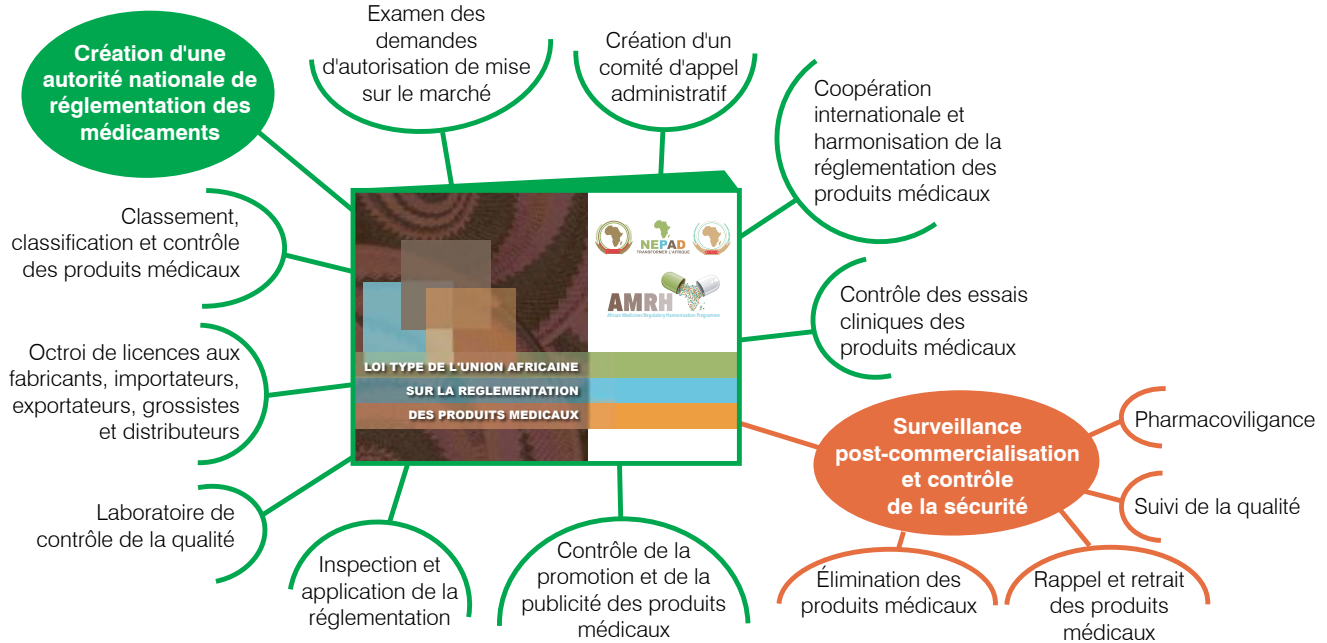 Création d'une
autorité nationale de
réglementation des
médicaments
Examen des
demandes
d'autorisation de mise
sur le marché
Création d'un
comité d'appel
administratif
Coopération
internationale et
harmonisation de la
réglementation des
produits médicaux
Classement,
classification et contrôle
des produits médicaux
NEPAD
TRANSFORMER L'AFRIQUE
AMRH
African Medicines Regulatory Harmonisation Programme
Contrôle des essais
cliniques des
produits médicaux
Octroi de licences aux
fabricants, importateurs,
exportateurs, grossistes
et distributeurs
LOI TYPE DE L'UNION AFRICAINE
SUR LA REGLEMENTATION
DES PRODUITS MEDICAUX
Surveillance
post-commercialisation
et contrôle
de la sécurité
Pharmacoviligance
Suivi de la qualité
Laboratoire de
contrôle de la qualité
Inspection et
application de la
réglementation
Contrôle de la
promotion et de la
publicité des produits
médicaux
Élimination des
produits médicaux
Rappel et retrait
des produits
médicaux